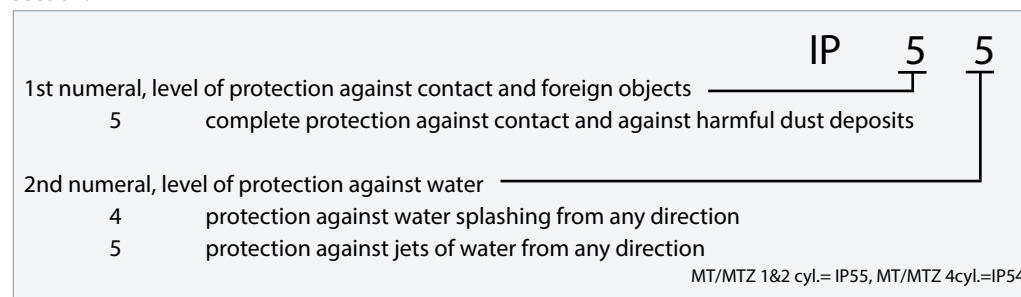 IP 5 5
1st numeral, level of protection against contact and foreign objects
5 complete protection against contact and against harmful dust deposits
2nd numeral, level of protection against water
4 protection against water splashing from any direction
5 protection against jets of water from any direction
MT/MTZ 1&2 cyl.= IP55, MT/MTZ 4cyl.=IP54